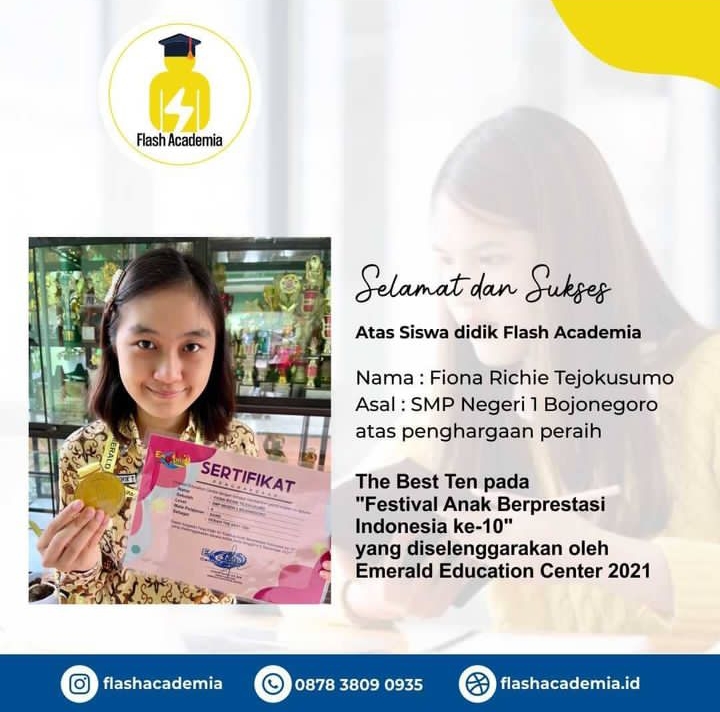 Flash Academia
Selamat dan Sukses
Atas Siswa didik Flash Academia
Nama : Fiona Richie Tejokusumo
Asal : SMP Negeri 1 Bojonegoro
atas penghargaan peraih
The Best Ten pada
"Festival Anak Berprestasi
Indonesia ke-10"
yang diselenggarakan oleh
Emerald Education Center 2021
SERTIFIKAT
PENGHARGAAN
flashacademia
0878 3809 0935
flashacademia.id